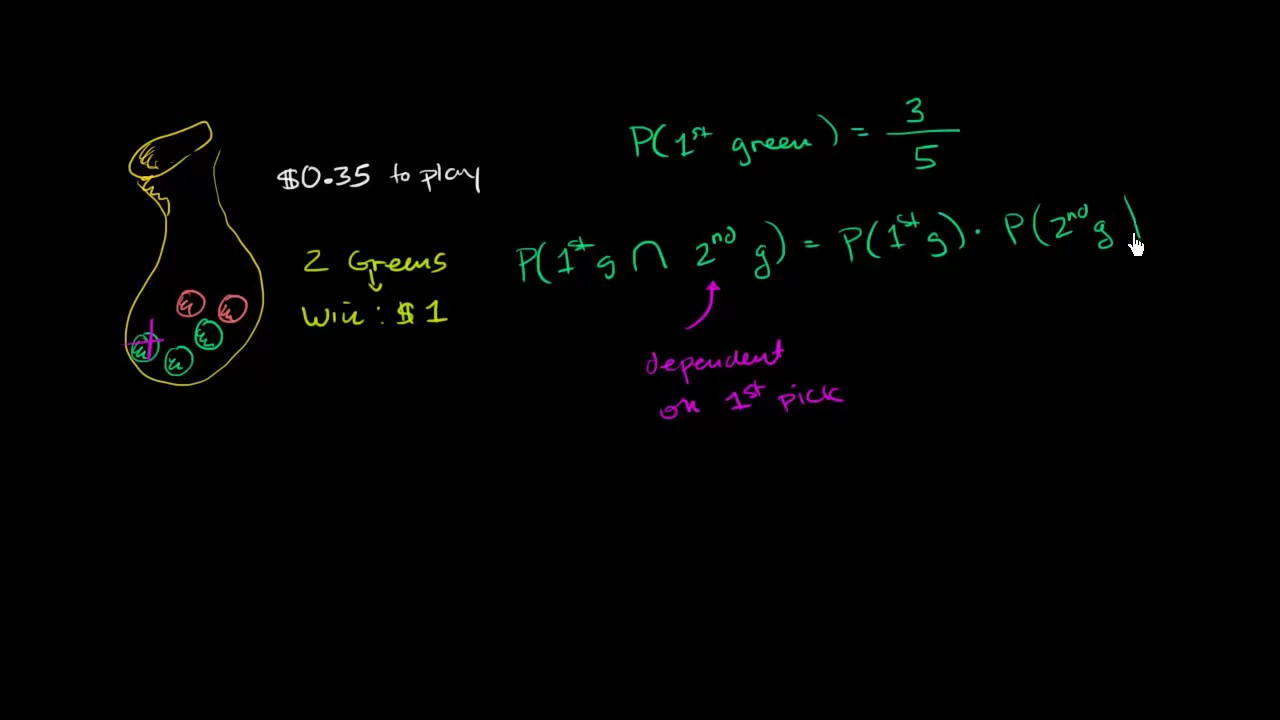 P(1st green) = 3/5
$0.35 to play
P(1st g ∩ 2nd g) = P(1st g) · P(2nd g)
2 Greens
win: $1
dependent
on 1st pick